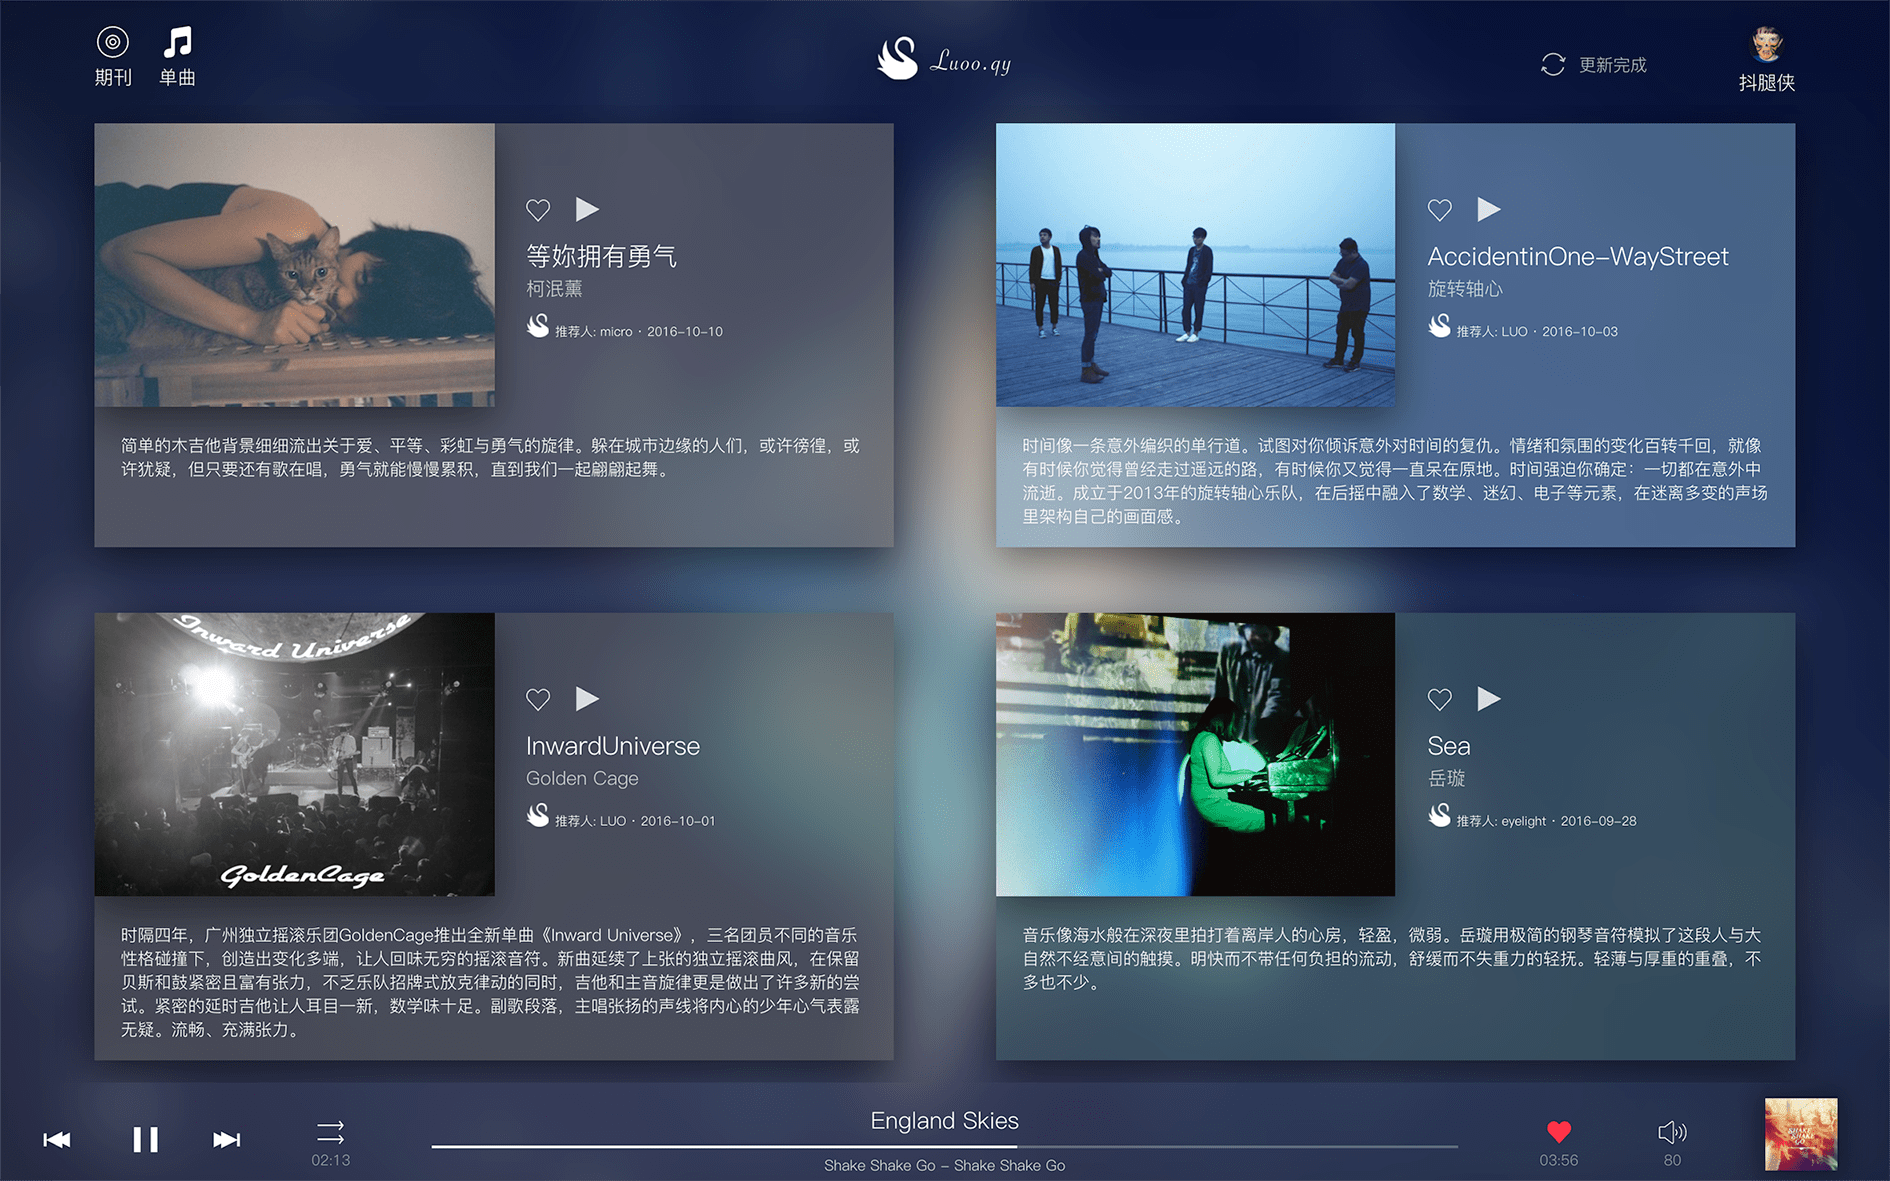 期刊
单曲
Luoo.qy
更新完成
抖腿侠
等妳拥有勇气
柯泯薰
推荐人: micro · 2016-10-10
简单的木吉他背景细细流出关于爱、平等、彩虹与勇气的旋律。躲在城市边缘的人们，或许徬徨，或
许犹疑，但只要还有歌在唱，勇气就能慢慢累积，直到我们一起翩翩起舞。
AccidentinOne-WayStreet
旋转轴心
推荐人: LUO · 2016-10-03
时间像一条意外编织的单行道。试图对你倾诉意外对时间的复仇。情绪和氛围的变化百转千回，就像
有时候你觉得曾经走过遥远的路，有时候你又觉得一直呆在原地。时间强迫你确定：一切都在意外中
流逝。成立于2013年的旋转轴心乐队，在后摇中融入了数学、迷幻、电子等元素，在迷离多变的声场
里架构自己的画面感。
Inward Universe
GoldenCage
InwardUniverse
Golden Cage
推荐人: LUO · 2016-10-01
时隔四年，广州独立摇滚乐团GoldenCage推出全新单曲《Inward Universe》，三名团员不同的音乐
性格碰撞下，创造出变化多端，让人回味无穷的摇滚音符。新曲延续了上张的独立摇滚曲风，在保留
贝斯和鼓紧密且富有张力，不乏乐队招牌式放克律动的同时，吉他和主音旋律更是做出了许多新的尝
试。紧密的延时吉他让人耳目一新，数学味十足。副歌段落，主唱张扬的声线将内心的少年心气表露
无疑。流畅、充满张力。
Sea
岳璇
推荐人: eyelight · 2016-09-28
音乐像海水般在深夜里拍打着离岸人的心房，轻盈，微弱。岳璇用极简的钢琴音符模拟了这段人与大
自然不经意间的触摸。明快而不带任何负担的流动，舒缓而不失重力的轻抚。轻薄与厚重的重叠，不
多也不少。
02:13
England Skies
Shake Shake Go - Shake Shake Go
03:56
80
SHAKE
SHAKE
GO